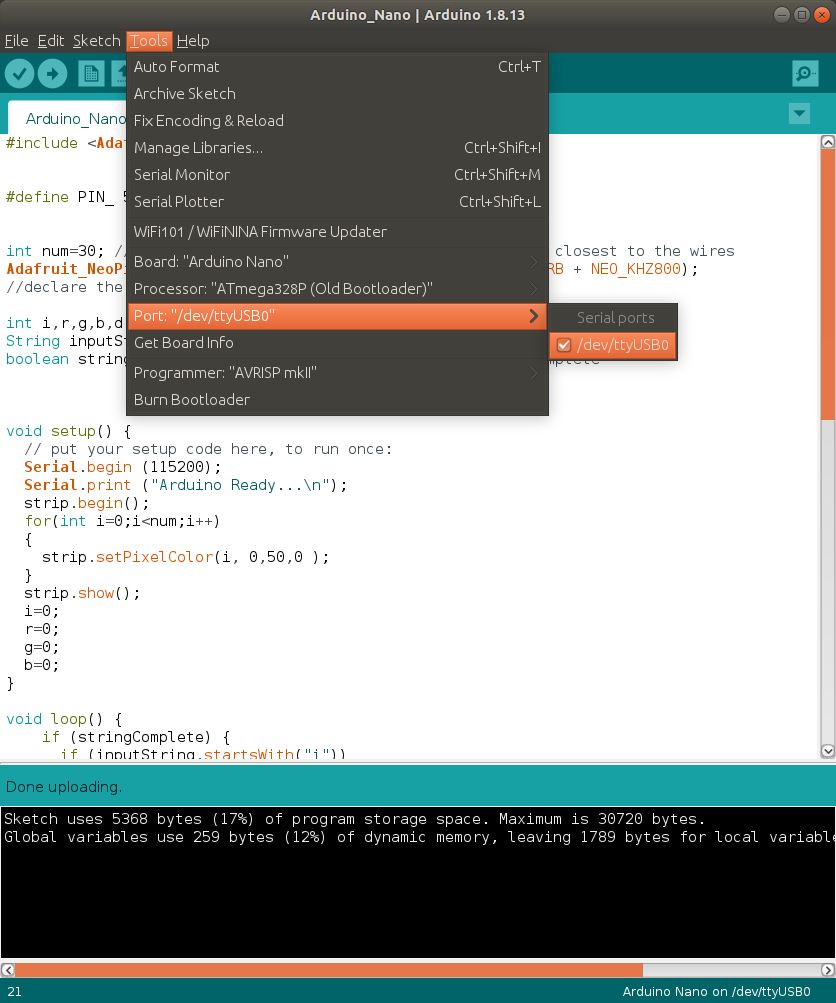 Arduino_Nano | Arduino 1.8.13
File Edit Sketch Tools Help
Auto Format Ctrl+T
Archive Sketch
Fix Encoding & Reload
Manage Libraries... Ctrl+Shift+I
Serial Monitor Ctrl+Shift+M
Serial Plotter Ctrl+Shift+L
WiFi101 / WiFiNINA Firmware Updater
Board: "Arduino Nano"
Processor: "ATmega328P (Old Bootloader)"
Port: "/dev/ttyUSB0"
Get Board Info
Programmer: "AVRISP mkII"
Burn Bootloader
Serial ports
/dev/ttyUSB0
Arduino_Nano
#include <Ada
#define PIN_ 5
int num=30; // closest to the wires
Adafruit_NeoPi RB + NEO_KHZ800);
//declare the
int i,r,g,b,d
String inputSt
boolean string mplete
void setup() {
// put your setup code here, to run once:
Serial.begin (115200);
Serial.print ("Arduino Ready...\n");
strip.begin();
for(int i=0;i<num;i++)
{
strip.setPixelColor(i, 0,50,0 );
}
strip.show();
i=0;
r=0;
g=0;
b=0;
}
void loop() {
if (stringComplete) {
if (inputString.startsWith("i"))
Done uploading.
Sketch uses 5368 bytes (17%) of program storage space. Maximum is 30720 bytes.
Global variables use 259 bytes (12%) of dynamic memory, leaving 1789 bytes for local variable
21
Arduino Nano on /dev/ttyUSB0